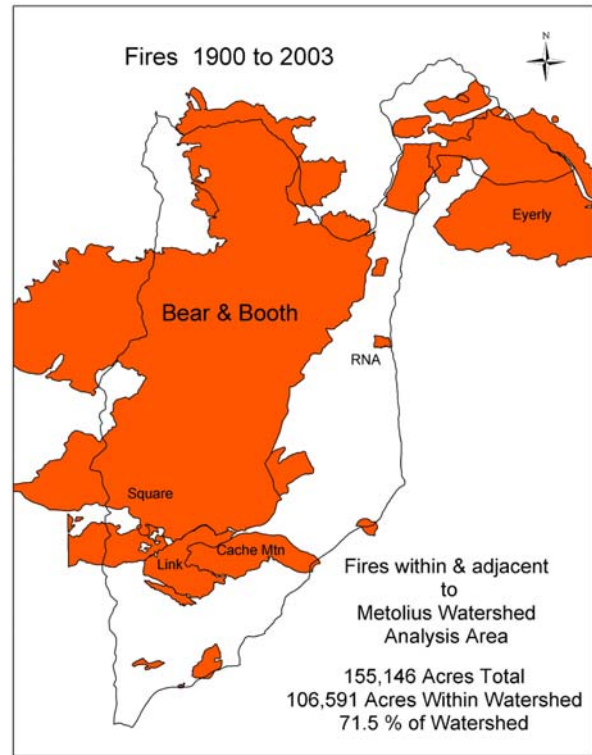 Fires 1900 to 2003
N
Eyerly
Bear & Booth
RNA
Square
Cache Mtn
Link
Fires within & adjacent
to
Metolius Watershed
Analysis Area
155,146 Acres Total
106,591 Acres Within Watershed
71.5 % of Watershed